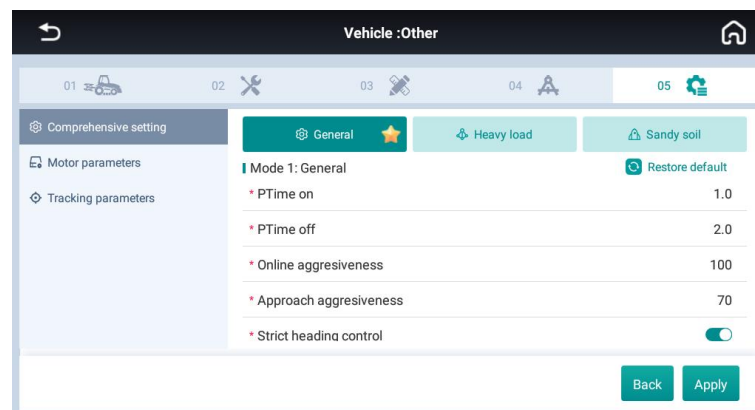 Vehicle :Other
01
02
03
04
05
Comprehensive setting
Motor parameters
Tracking parameters
General
Heavy load
Sandy soil
Mode 1: General
Restore default
* PTime on
1.0
* PTime off
2.0
* Online aggresiveness
100
* Approach aggresiveness
70
* Strict heading control
Back
Apply